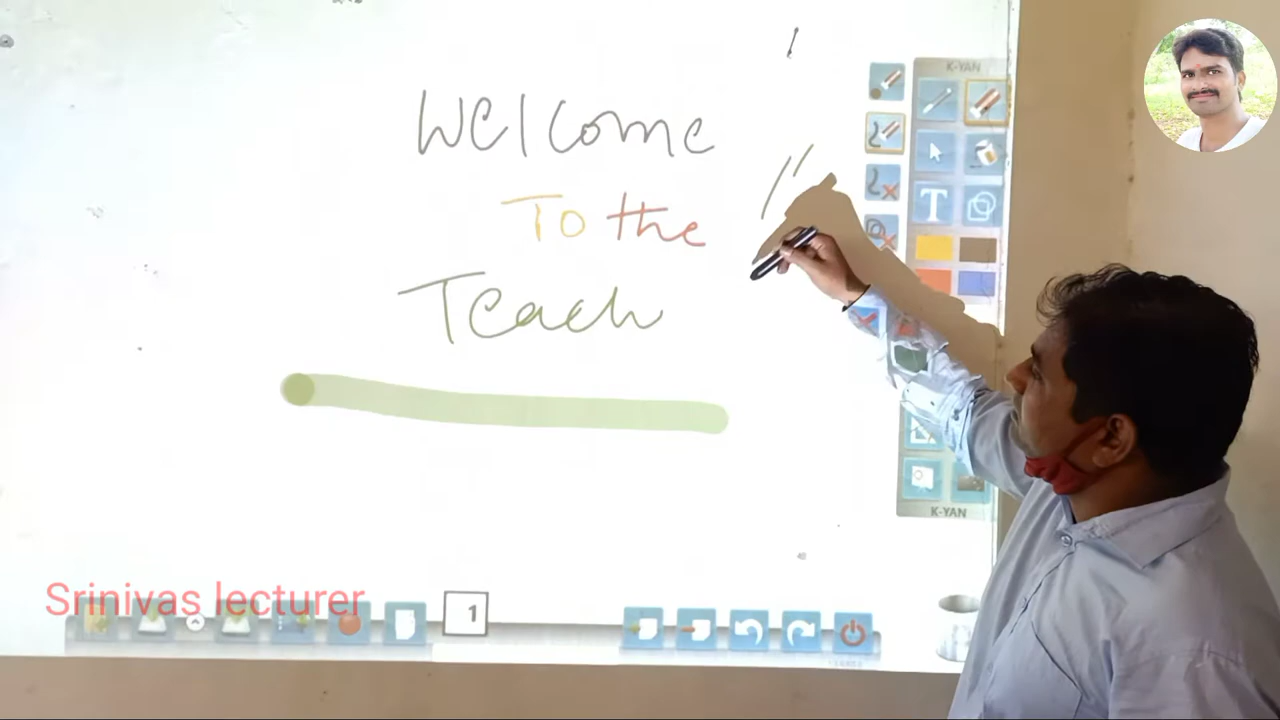 K-YAN
Welcome
To the
Teach
T
K-YAN
Srinivas lecturer
1